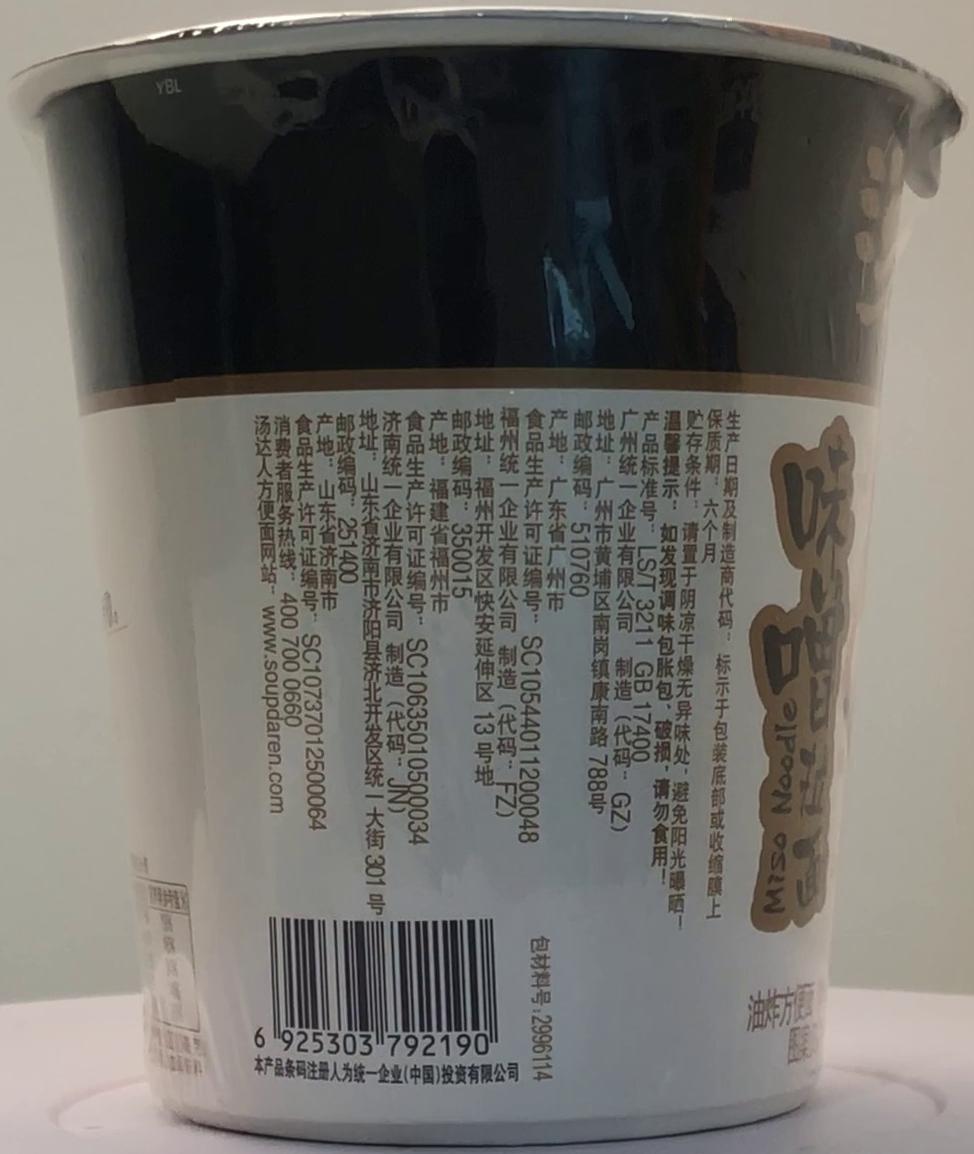 YBL
味噌拉面
Miso Noodle
生产日期及制造商代码：标示于包装底部或收缩膜上
保质期：六个月
贮存条件：请置于阴凉干燥无异味处，避免阳光曝晒！
温馨提示：如发现调味包胀包、破损，请勿食用！
产品标准号：LS/T 3211 GB 17400
广州统一企业有限公司 制造（代码：GZ）
地址：广州市黄埔区南岗镇康南路 788号
邮政编码：510760
产地：广东省广州市
食品生产许可证编号：SC10544011200048
福州统一企业有限公司 制造（代码：FZ）
地址：福州开发区快安延伸区 13 号地
邮政编码：350015
产地：福建省福州市
食品生产许可证编号：SC10635010500034
济南统一企业有限公司 制造（代码：JN）
地址：山东省济南市济阳县济北开发区统一大街 301 号
邮政编码：251400
产地：山东省济南市
食品生产许可证编号：SC10737012500064
消费者服务热线：400 700 0660
汤达人方便面网站：www.soupdaren.com
包材料号:2996114
6 925303 792190
本产品条码注册人为统一企业(中国)投资有限公司
油炸方便面